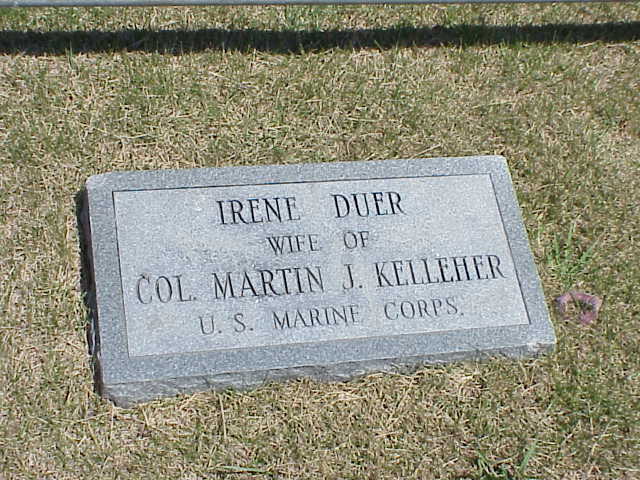 IRENE DUER
WIFE OF
COL. MARTIN J. KELLEHER
U. S. MARINE CORPS.